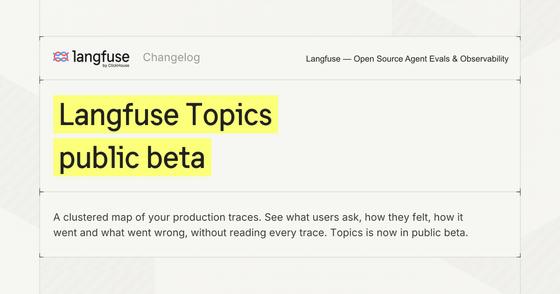 langfuse
by ClickHouse
Changelog
Langfuse — Open Source Agent Evals & Observability
Langfuse Topics
public beta
A clustered map of your production traces. See what users ask, how they felt, how it
went and what went wrong, without reading every trace. Topics is now in public beta.